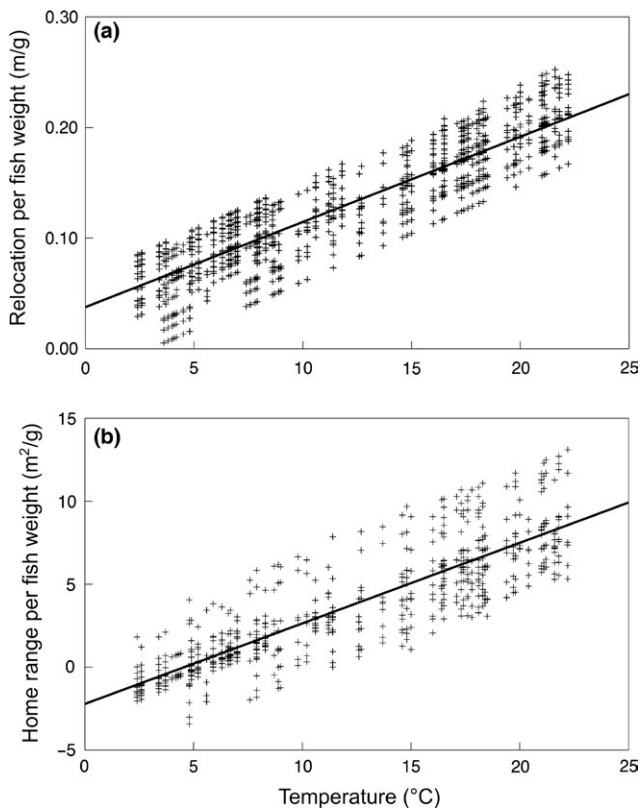 (a)
0.30
0.20
0.10
0.00
Relocation per fish weight (m/g)
0 5 10 15 20 25
(b)
15
10
5
0
−5
Home range per fish weight (m²/g)
0 5 10 15 20 25
Temperature (°C)